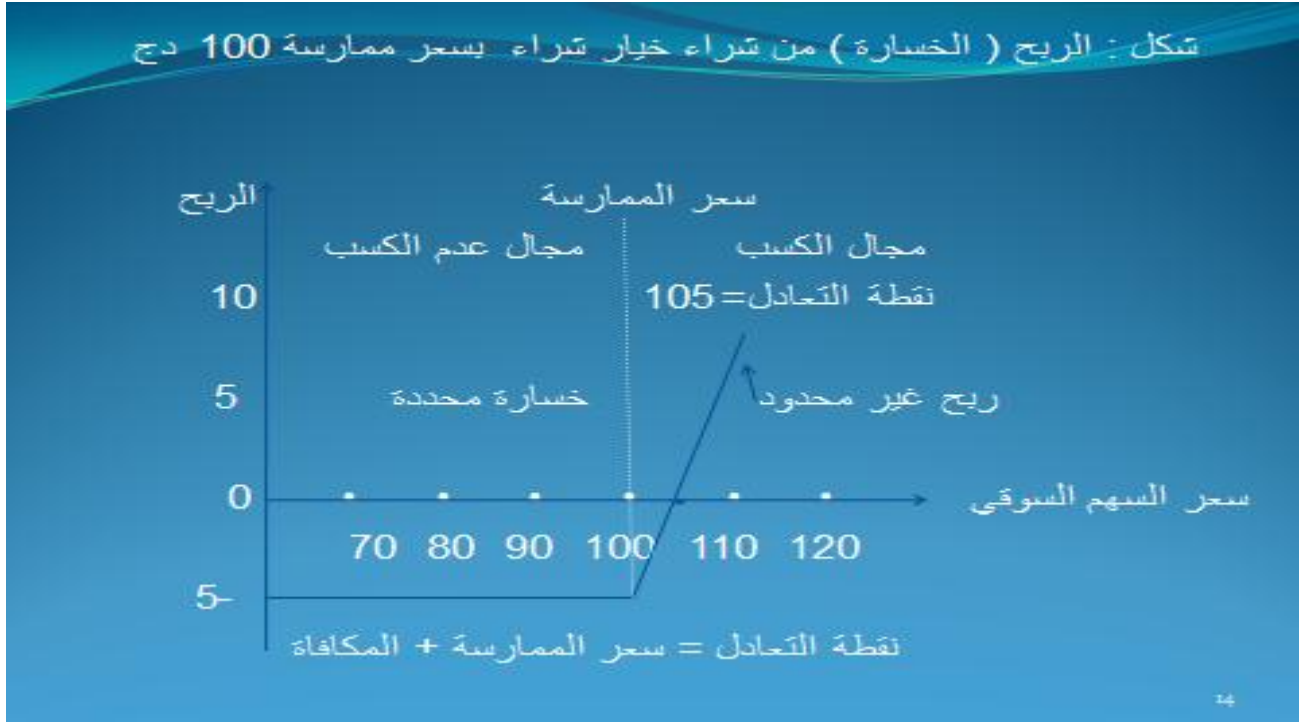 شكل : الربح ( الخسارة ) من شراء خيار شراء بسعر ممارسة 100 دج
الربح
سعر الممارسة
مجال الكسب
مجال عدم الكسب
10
نقطة التعادل=105
5
خسارة محددة
ربح غير محدود
0
سعر السهم السوقي
70 80 90 100 110 120
5-
نقطة التعادل = سعر الممارسة + المكافاة
14